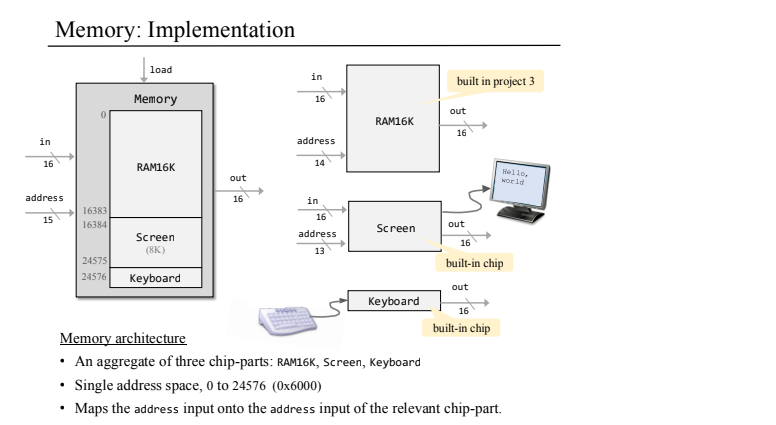 Memory: Implementation
load
Memory
0
in
16
RAM16K
address
15
16383
16384
Screen
(8K)
24575
24576
Keyboard
out
16
in
16
built in project 3
RAM16K
out
16
address
14
Hello,
world
in
16
Screen
address
13
out
16
built-in chip
Keyboard
out
16
built-in chip
Memory architecture
• An aggregate of three chip-parts: RAM16K, Screen, Keyboard
• Single address space, 0 to 24576 (0x6000)
• Maps the address input onto the address input of the relevant chip-part.